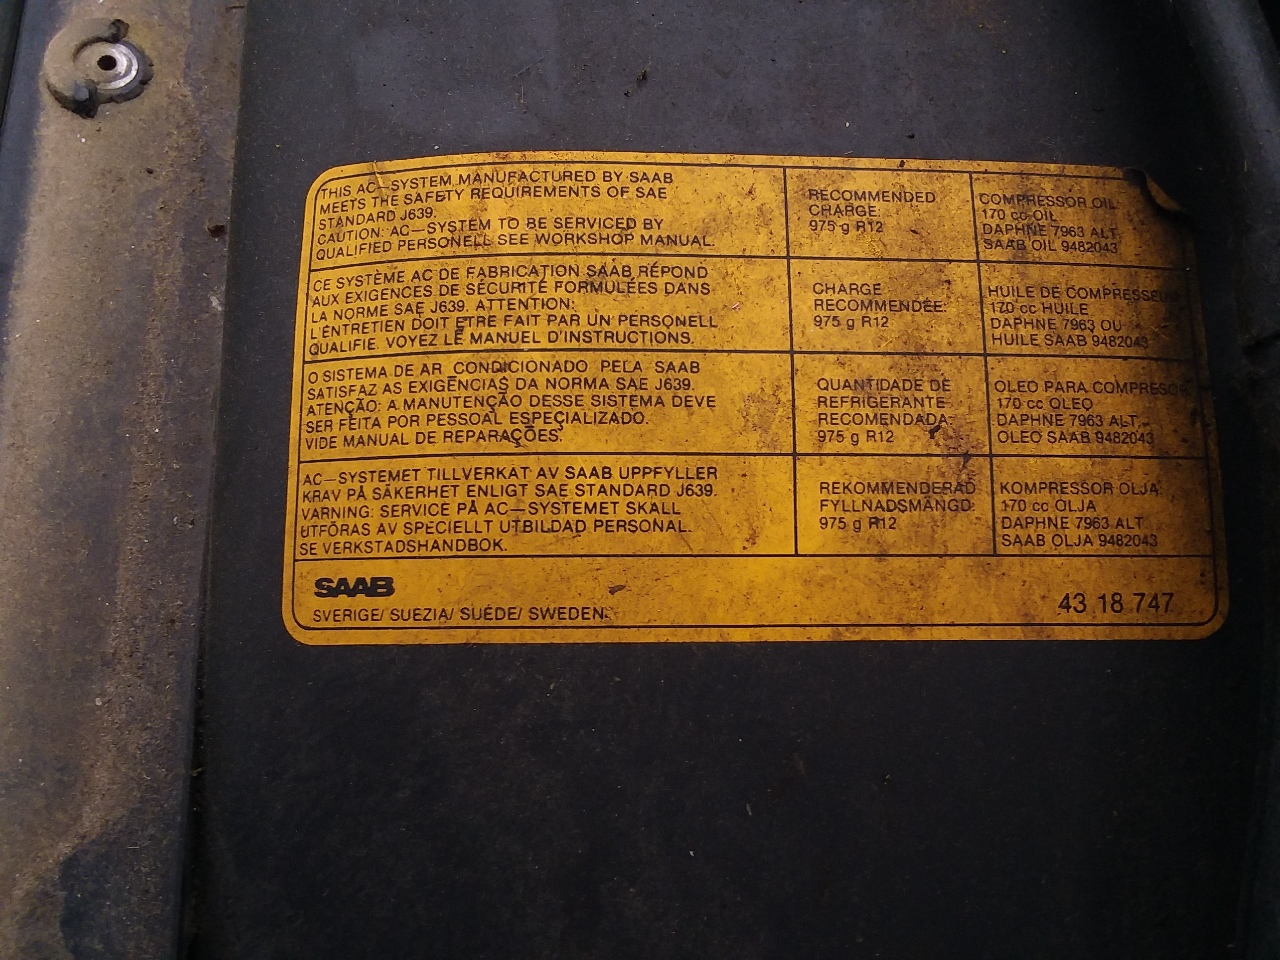 THIS AC-SYSTEM MANUFACTURED BY SAAB
MEETS THE SAFETY REQUIREMENTS OF SAE
STANDARD J639.
CAUTION: AC-SYSTEM TO BE SERVICED BY
QUALIFIED PERSONELL SEE WORKSHOP MANUAL.
RECOMMENDED
CHARGE:
975 g R12
COMPRESSOR OIL
170 cc OIL
DAPHNE 7963 ALT.
SAAB OIL 9482043
CE SYSTÈME AC DE FABRICATION SAAB RÉPOND
AUX EXIGENCES DE SÉCURITÉ FORMULÉES DANS
LA NORME SAE J639. ATTENTION:
L'ENTRETIEN DOIT ETRE FAIT PAR UN PERSONELL
QUALIFIE. VOYEZ LE MANUEL D'INSTRUCTIONS.
CHARGE
RECOMMENDÉE:
975 g R12
HUILE DE COMPRESSEUR
170 cc HUILE
DAPHNE 7963 OU
HUILE SAAB 9482043
O SISTEMA DE AR CONDICIONADO PELA SAAB
SATISFAZ AS EXIGÊNCIAS DA NORMA SAE J639.
ATENÇÃO: A MANUTENÇÃO DESSE SISTEMA DEVE
SER FEITA POR PESSOAL ESPECIALIZADO.
VIDE MANUAL DE REPARAÇÕES.
QUANTIDADE DE
REFRIGERANTE
RECOMENDADA
975 g R12
OLEO PARA COMPRESOR
170 cc OLEO
DAPHNE 7963 ALT.
OLEO SAAB 9482043
AC-SYSTEMET TILLVERKAT AV SAAB UPPFYLLER
KRAV PÅ SÄKERHET ENLIGT SAE STANDARD J639.
VARNING: SERVICE PÅ AC-SYSTEMET SKALL
UTFÖRAS AV SPECIELLT UTBILDAD PERSONAL.
SE VERKSTADSHANDBOK.
REKOMMENDERAD
FYLLNADSMÄNGD:
975 g R12
KOMPRESSOR OLJA
170 cc OLJA
DAPHNE 7963 ALT
SAAB OLJA 9482043
SAAB
SVERIGE/ SUEZIA/ SUÉDE/ SWEDEN.
43 18 747